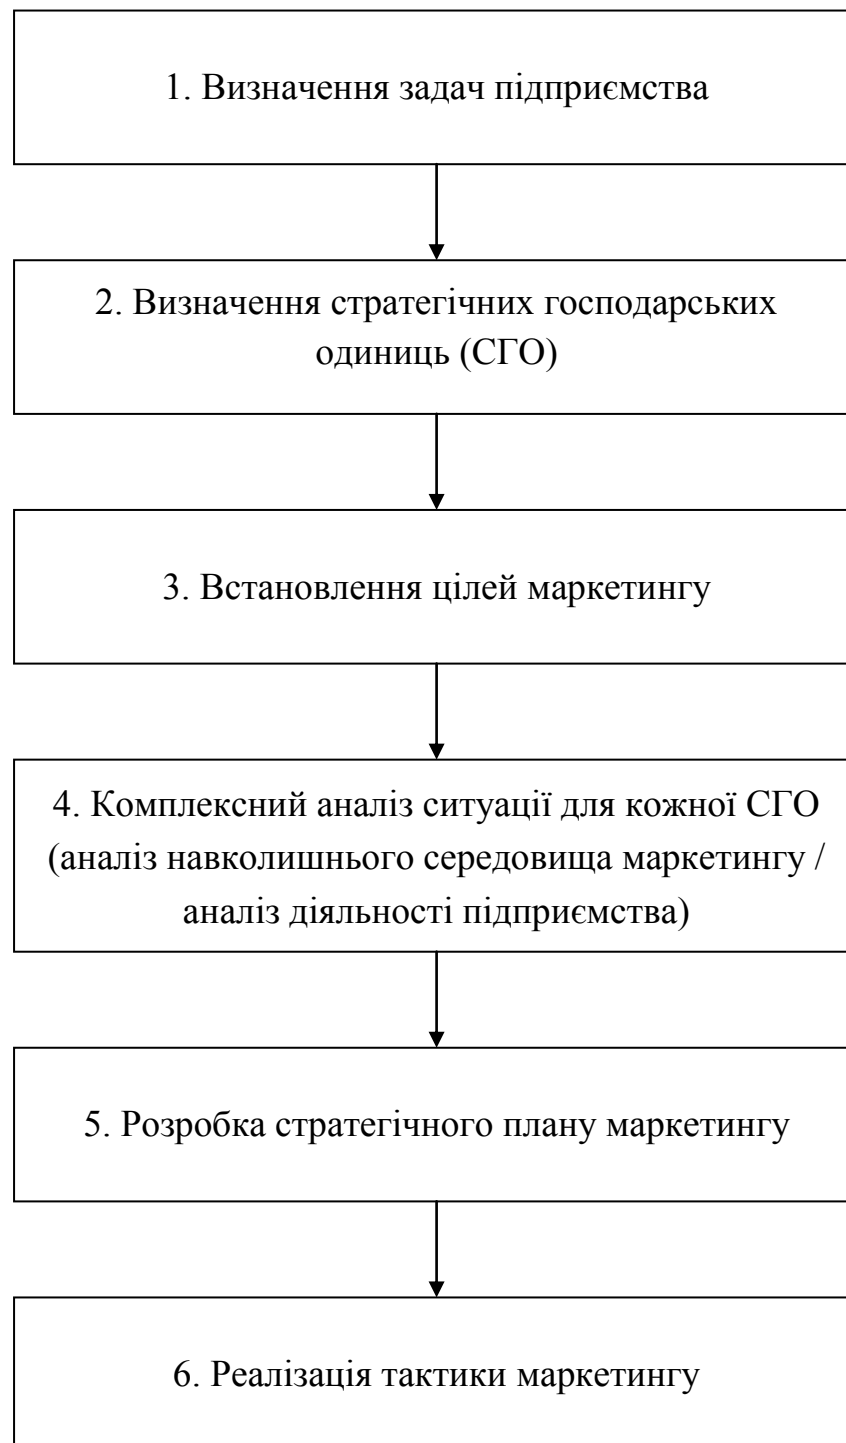 1. Визначення задач підприємства
2. Визначення стратегічних господарських
одиниць (СГО)
3. Встановлення цілей маркетингу
4. Комплексний аналіз ситуації для кожної СГО
(аналіз навколишнього середовища маркетингу /
аналіз діяльності підприємства)
5. Розробка стратегічного плану маркетингу
6. Реалізація тактики маркетингу